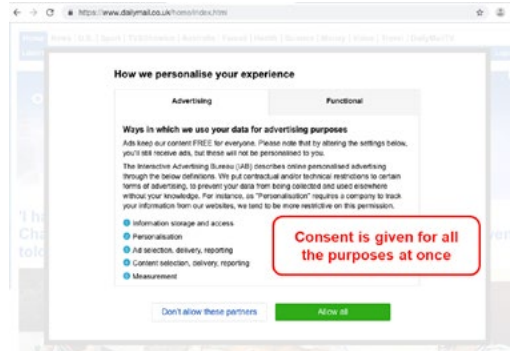 https://www.dailymail.co.uk/home/index.htm
How we personalise your experience
Advertising
Functional
Ways in which we use your data for advertising purposes
Ads keep our content FREE for everyone. Please note that by altering the settings below,
you'll still receive ads, but these will not be personalised to you.
The Interactive Advertising Bureau (IAB) describes online personalised advertising
through the below definitions. We put contractual and/or technical restrictions to certain
forms of advertising, to prevent your data from being collected and used elsewhere
without your knowledge. For instance, as "Personalisation" requires a company to track
your information from our websites, we tend to be more restrictive on this permission.
Information storage and access
Personalisation
Ad selection, delivery, reporting
Content selection, delivery, reporting
Measurement
Consent is given for all
the purposes at once
Don't allow these partners
Allow all